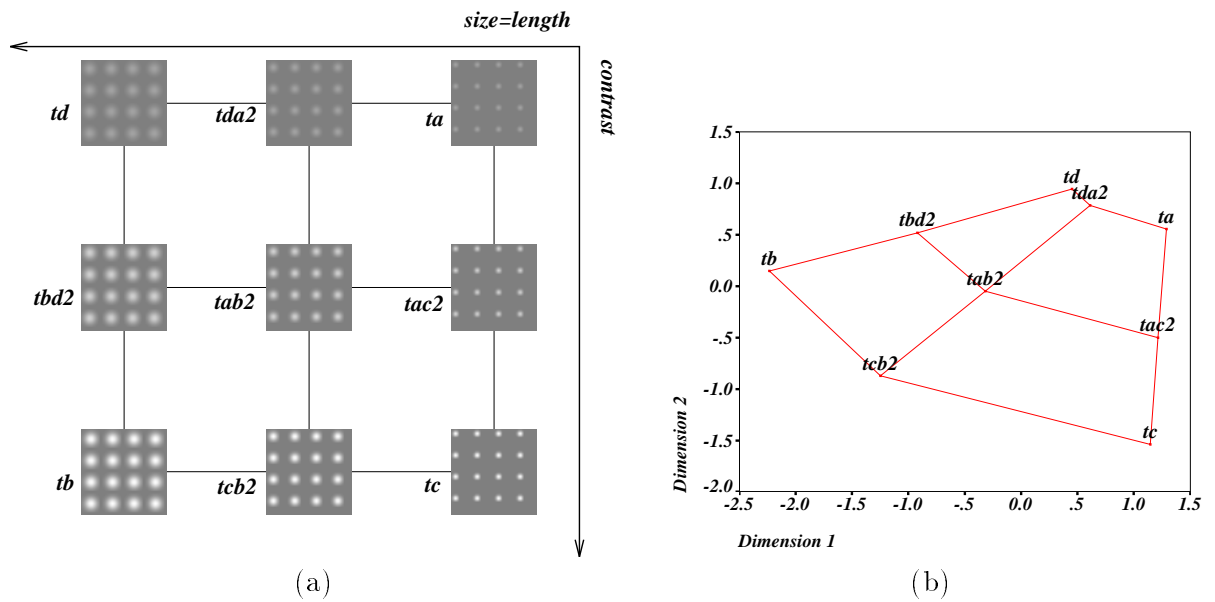 size=length
contrast
td
tda2
ta
tbd2
tab2
tac2
tb
tcb2
tc
(a)
1.5
1.0
.5
0.0
-.5
-1.0
-1.5
-2.0
Dimension 2
td
tda2
ta
tbd2
tb
tab2
tac2
tcb2
tc
-2.5 -2.0 -1.5 -1.0 -.5 0.0 .5 1.0 1.5
Dimension 1
(b)